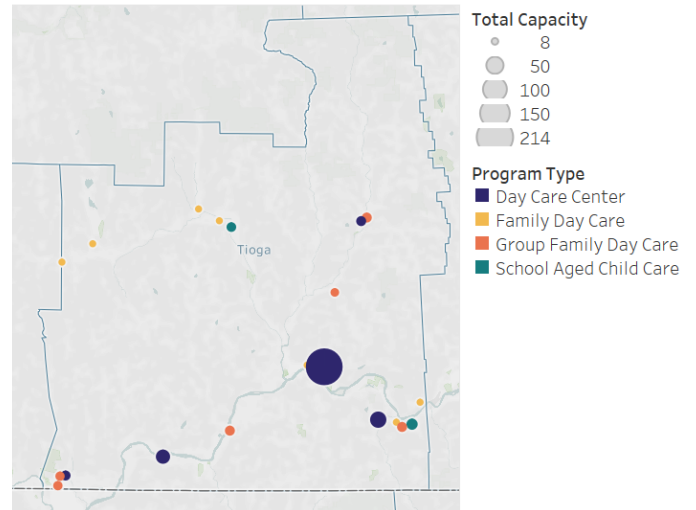 Total Capacity
8
50
100
150
214
Program Type
Day Care Center
Family Day Care
Group Family Day Care
School Aged Child Care
Tioga